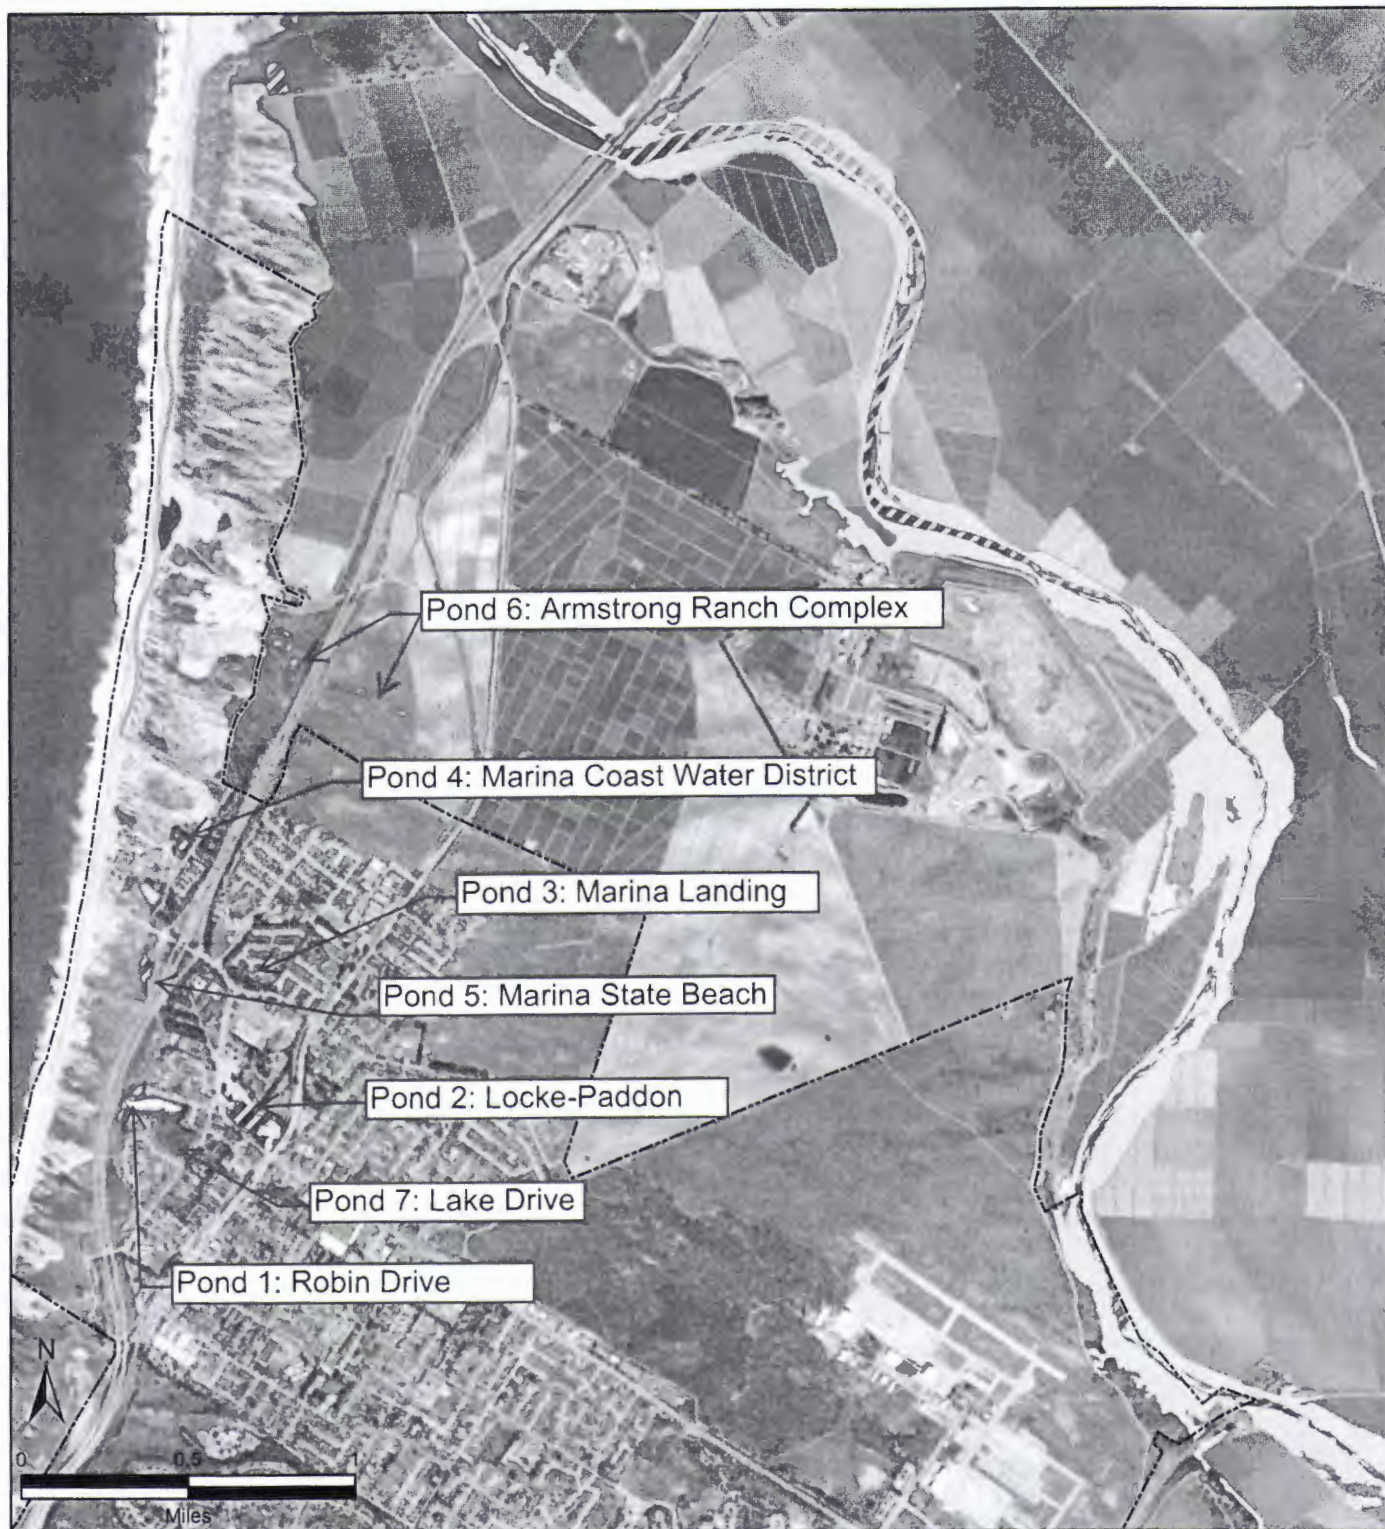 Pond 6: Armstrong Ranch Complex
Pond 4: Marina Coast Water District
Pond 3: Marina Landing
Pond 5: Marina State Beach
Pond 2: Locke-Paddon
Pond 7: Lake Drive
Pond 1: Robin Drive
N
0 0.5 1
Miles